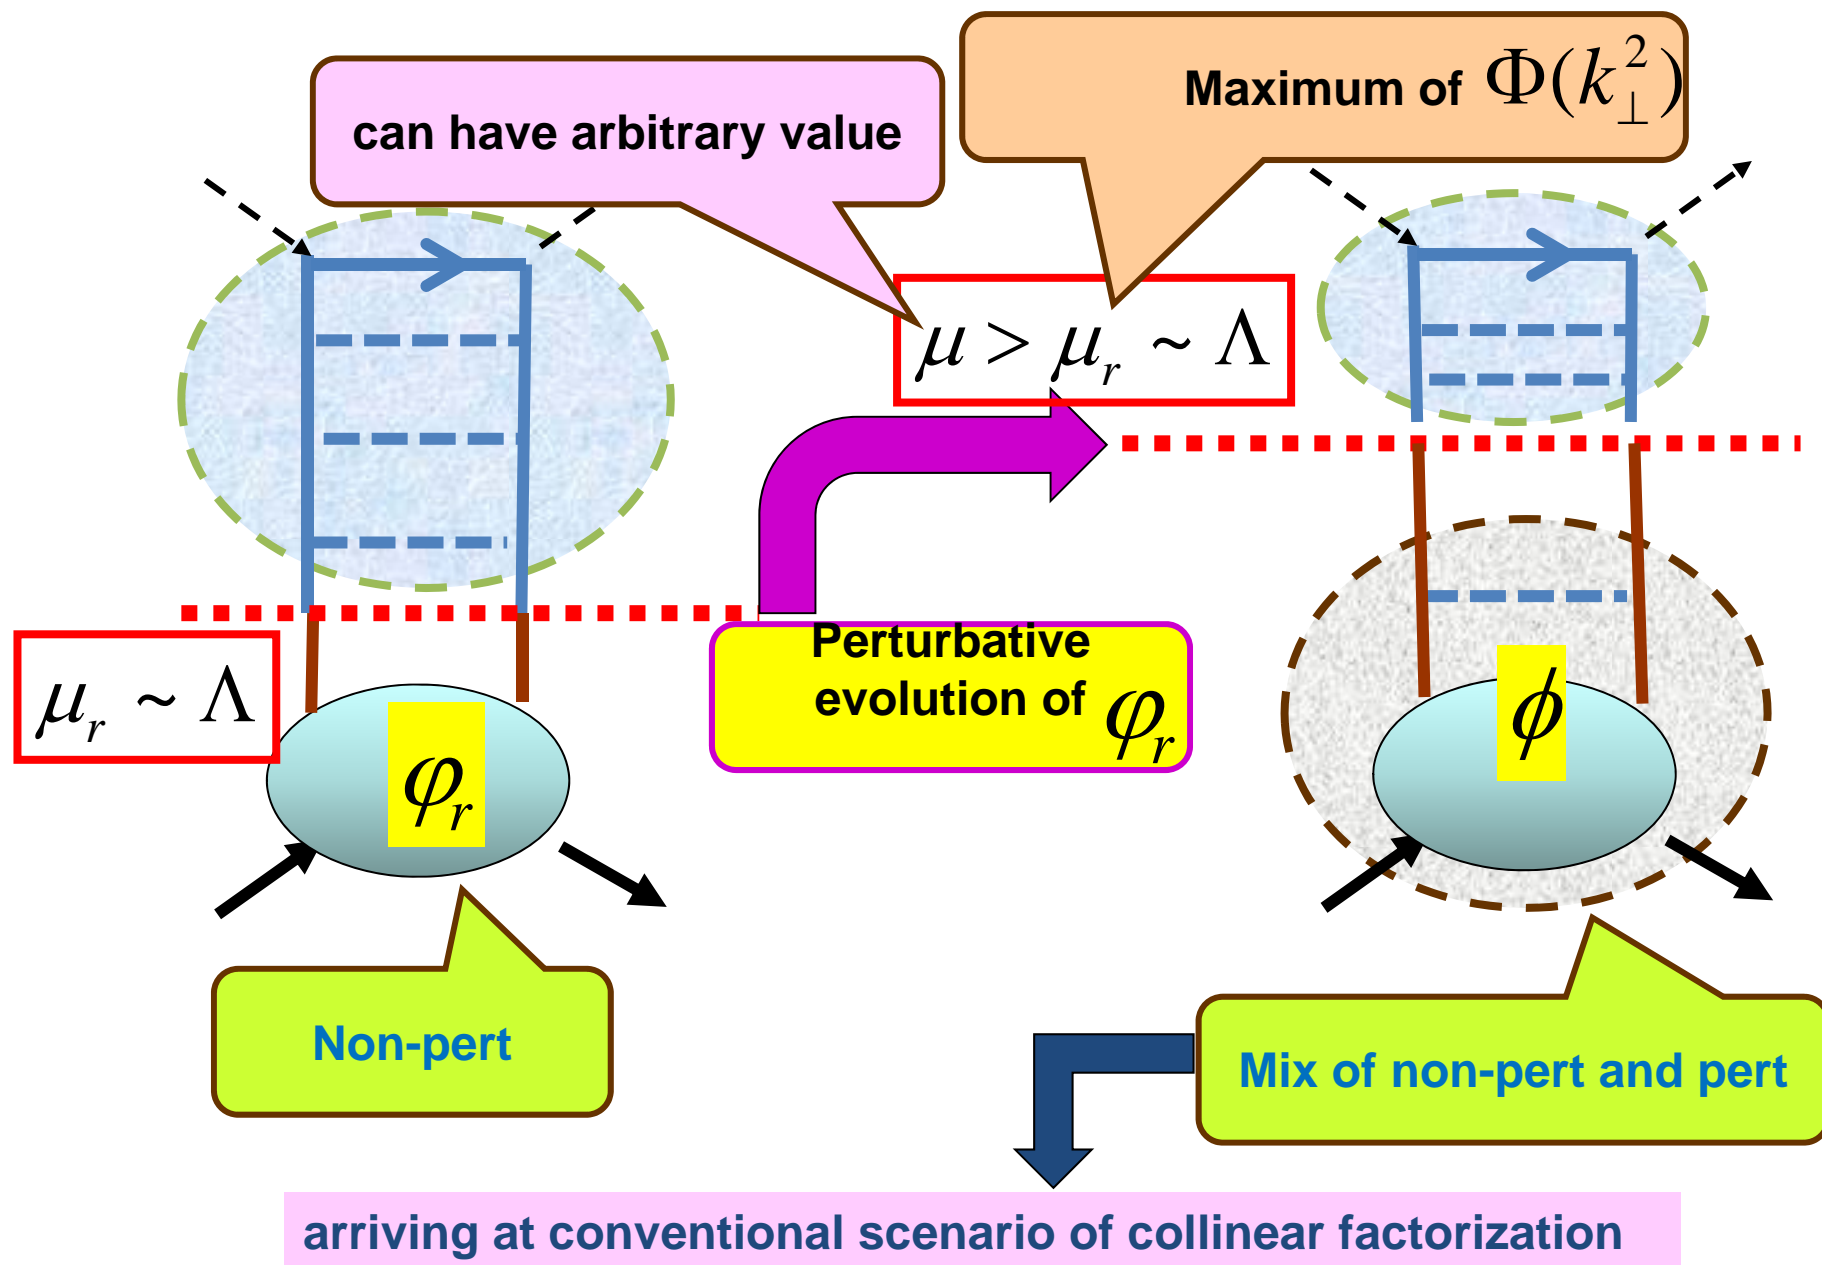 Maximum of Φ(k⊥²)
can have arbitrary value
μ > μᵣ ~ Λ
Perturbative
evolution of φᵣ
μᵣ ~ Λ
φᵣ
ϕ
Non-pert
Mix of non-pert and pert
arriving at conventional scenario of collinear factorization